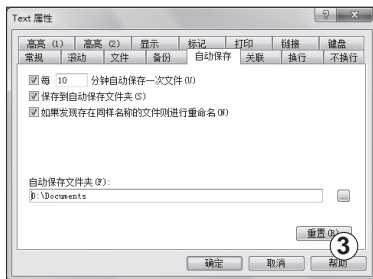 Text 属性
高亮 (1) 高亮 (2) 显示 标记 打印 链接 键盘
常规 滚动 文件 备份 自动保存 关联 换行 不换行
每 10 分钟自动保存一次文件(U)
保存到自动保存文件夹(S)
如果发现存在同样名称的文件则进行重命名(N)
自动保存文件夹(F):
D:\Documents
...
重置(R)
3
确定 取消 帮助